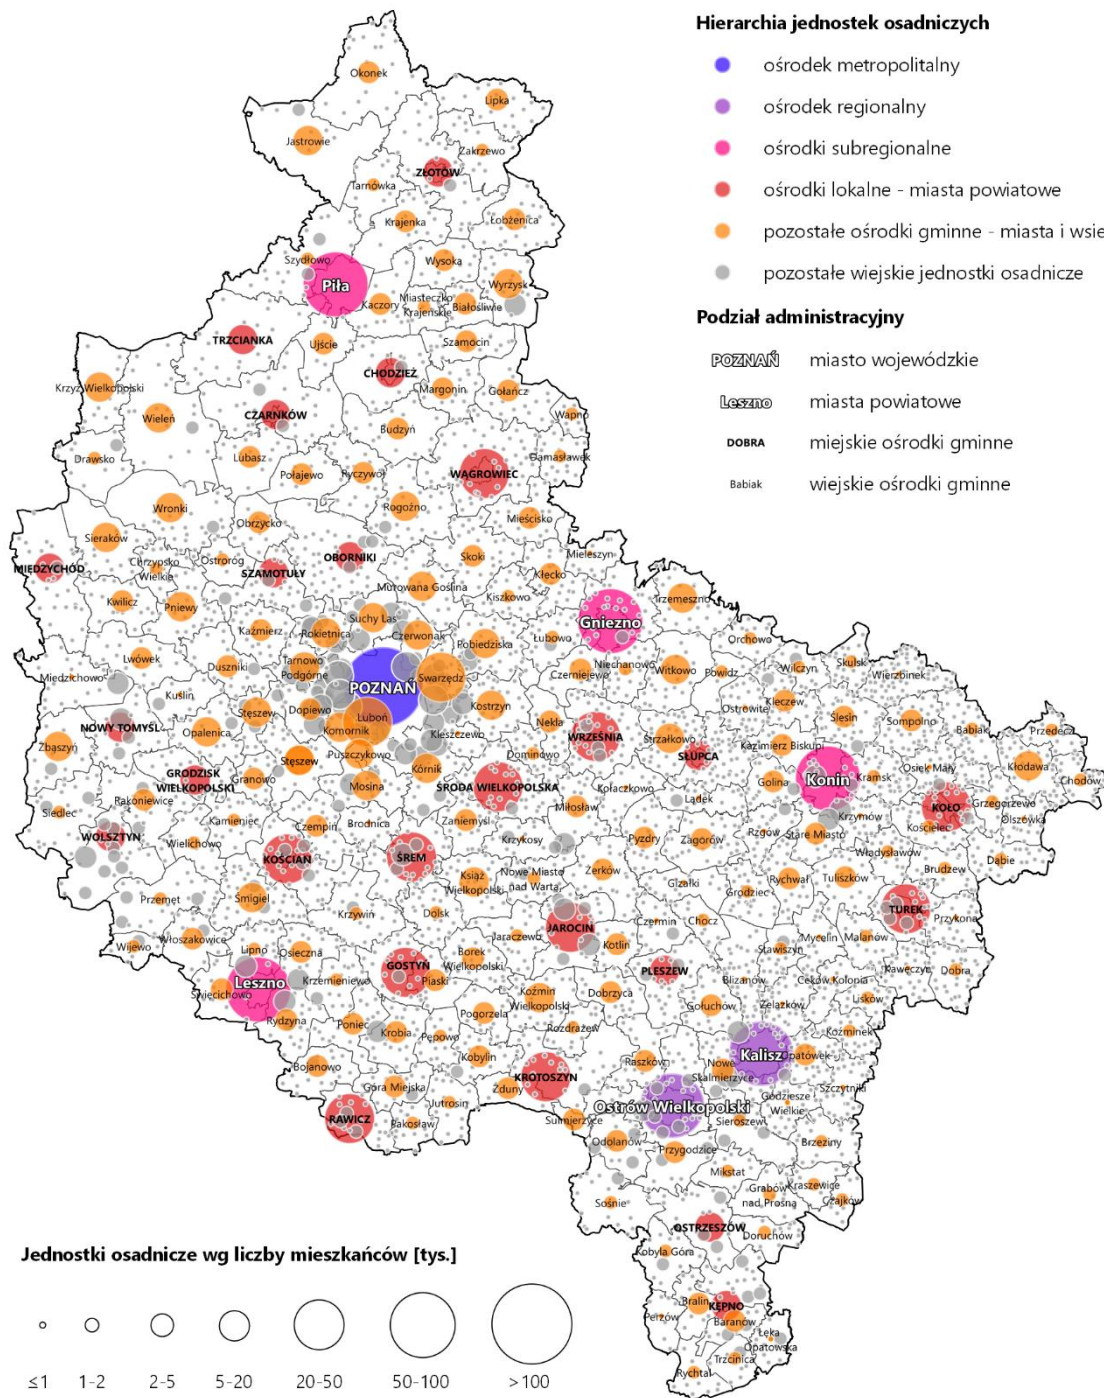 Hierarchia jednostek osadniczych
ośrodek metropolitalny
ośrodek regionalny
ośrodki subregionalne
ośrodki lokalne - miasta powiatowe
pozostałe ośrodki gminne - miasta i wsie
pozostałe wiejskie jednostki osadnicze
Podział administracyjny
POZNAŃ miasto wojewódzkie
Leszno miasta powiatowe
DOBRA miejskie ośrodki gminne
Babiak wiejskie ośrodki gminne
Okonek
Lipka
Jastrowie
Zakrzewo
ZŁOTÓW
Tarnówka
Krajenka
Łobżenica
Szydłowo
Wysoka
Piła
Wyrzysk
Kaczory
Miasteczko
Krajeńskie
Białośliwie
TRZCIANKA
Ujście
Szamocin
CHODZIEŻ
Krzyż Wielkopolski
Margonin
Gołańcz
Wieleń
CZARNKÓW
Wapno
Budzyń
Drawsko
Lubasz
Damasławek
Połajewo
Ryczywół
WĄGROWIEC
Wronki
Rogoźno
Obrzycko
Mieścisko
Sieraków
MIĘDZYCHÓD
Chrzypsko
Wielkie
Ostroróg
SZAMOTUŁY
OBORNIKI
Skoki
Mieleszyn
Kłecko
Murowana Goślina
Kiszkowo
Kwilcz
Pniewy
Trzemeszno
Gniezno
Suchy Las
Kaźmierz
Rokietnica
Czerwonak
Pobiedziska
Łubowo
Orchowo
Lwówek
Duszniki
Tarnowo
Podgórne
Miedzichowo
Swarzędz
Czerniejewo
Niechanowo
Witkowo
Powidz
Wilczyn
Skulsk
Wierzbinek
POZNAŃ
Kuślin
Stęszew
Dopiewo
Luboń
Kostrzyn
Ostrowite
Kleczew
Ślesin
Sompolno
NOWY TOMYŚL
Opalenica
Komornik
Kleszczewo
Nekla
WRZEŚNIA
Strzałkowo
Babiak
Przedecz
Zbąszyń
Puszczykowo
Dominowo
SŁUPCA
Kazimierz Biskupi
Stęszew
Kórnik
Osiek Mały
Kłodawa
GRODZISK
WIELKOPOLSKI
Granowo
Mosina
ŚRODA WIELKOPOLSKA
Kołaczkowo
Golina
Konin
Kramsk
Chodów
Siedlec
Rakoniewice
Miłosław
Lądek
Grzegorzewo
KOŁO
Kamieniec
Czempiń
Brodnica
Zaniemyśl
Krzymów
Olszówka
WOLSZTYN
Wielichowo
Krzykosy
Pyzdry
Zagorów
Rzgów
Stare Miasto
Kościelec
KOŚCIAN
ŚREM
Władysławów
Dąbie
Książ
Wielkopolski
Nowe Miasto
nad Wartą
Żerków
Gizałki
Rychwał
Tuliszków
Brudzew
Przemęt
Śmigiel
Grodziec
Krzywiń
Dolsk
TUREK
Czermin
Chocz
Przykona
JAROCIN
Wijewo
Włoszakowice
Lipno
Osieczna
Jaraczewo
Kotlin
Mycelin
Malanów
Stawiszyn
Borek
Wielkopolski
GOSTYŃ
Piaski
PLESZEW
Kawęczyn
Dobra
Krzemieniewo
Blizanów
Ceków Kolonia
Leszno
Święcichowo
Koźmin
Wielkopolski
Dobrzyca
Gołuchów
Żelazków
Lisków
Rydzyna
Poniec
Krobia
Pogorzela
Pępowo
Rozdrażew
Koźminek
Kalisz
Opatówek
Bojanowo
Kobylin
Raszków
Nowe
Skalmierzyce
KROTOSZYN
Góra Miejska
Zduny
Szczytniki
Jutrosin
Ostrów Wielkopolski
Godziesze
Wielkie
RAWICZ
Pakosław
Sulmierzyce
Sieroszewl
Odolanów
Przygodzice
Brzeziny
Mikstat
Sośnie
Grabów
nad Prosną
Kraszewice
Czajków
OSTRZESZÓW
Doruchów
Kobyla Góra
Bralin
KĘPNO
Perzów
Baranów
Łęka
Opatowska
Trzcinica
Rychtal
Jednostki osadnicze wg liczby mieszkańców [tys.]
≤1 1-2 2-5 5-20 20-50 50-100 >100